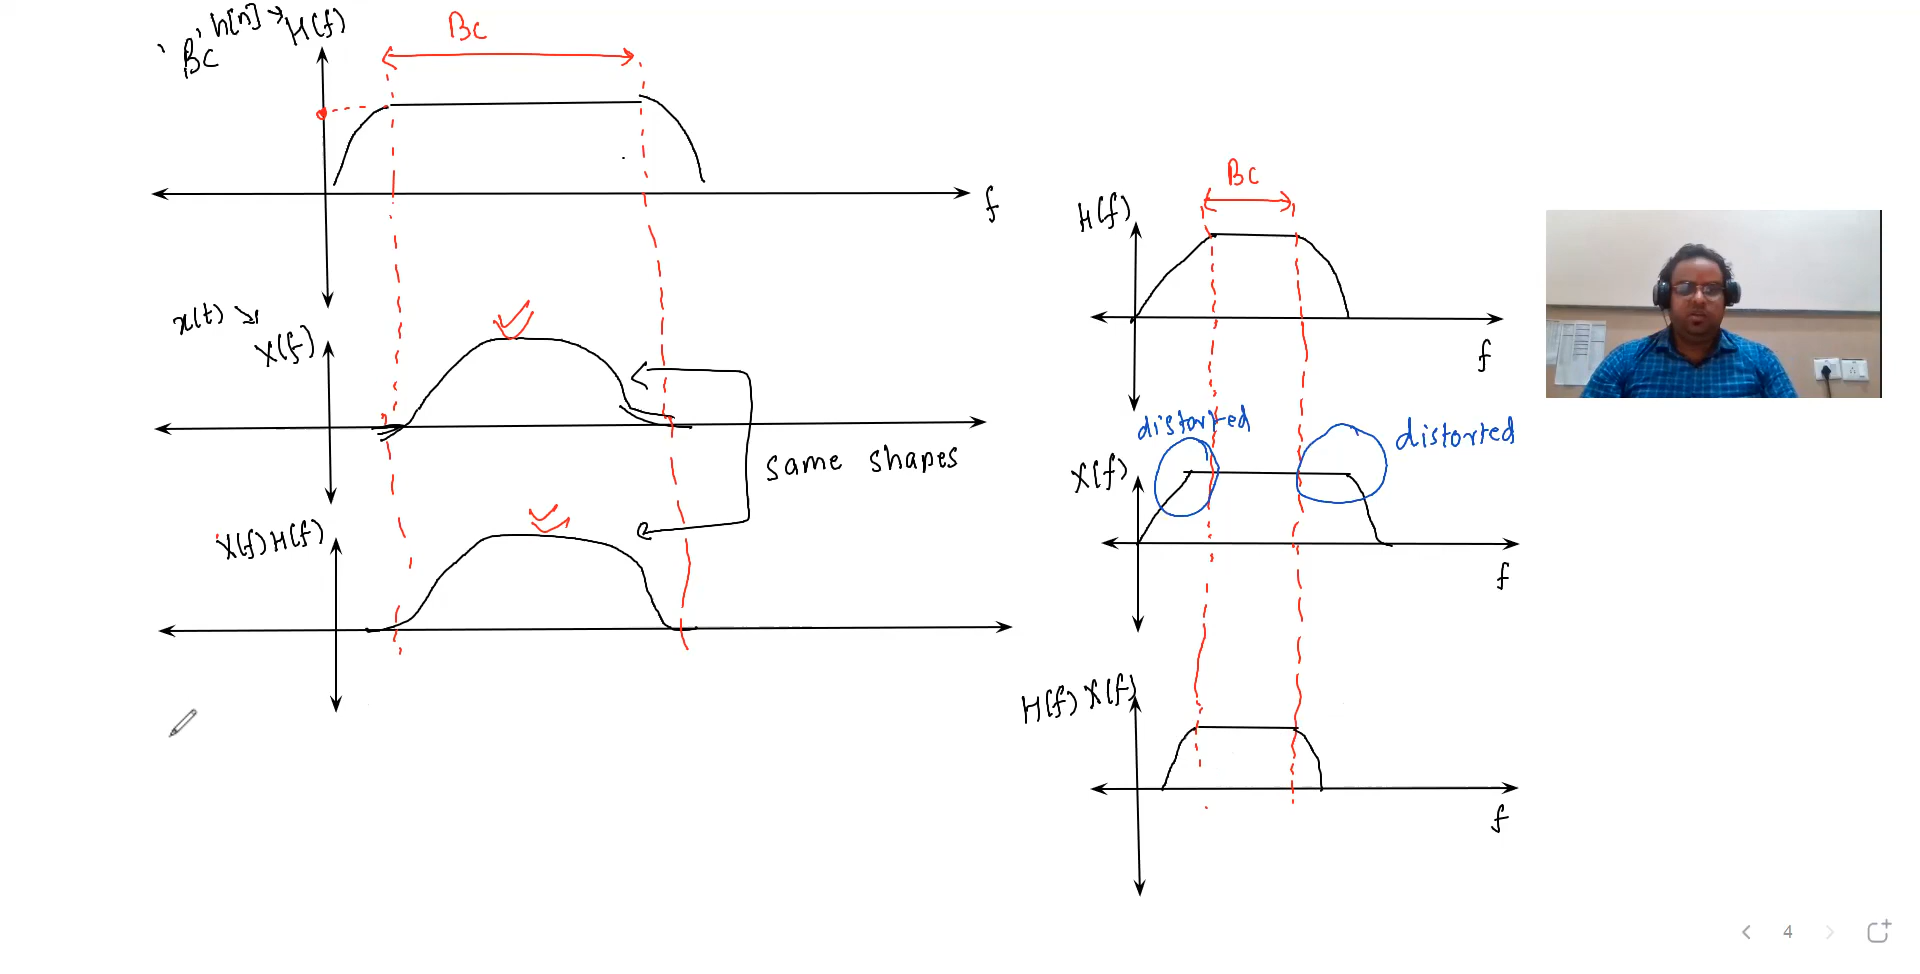 ' Bc ' h[n] → H(f)
Bc
f
x(t) ↘
X(f)
same shapes
X(f) H(f)
Bc
H(f)
f
distorted
distorted
X(f)
f
H(f) X(f)
f
4